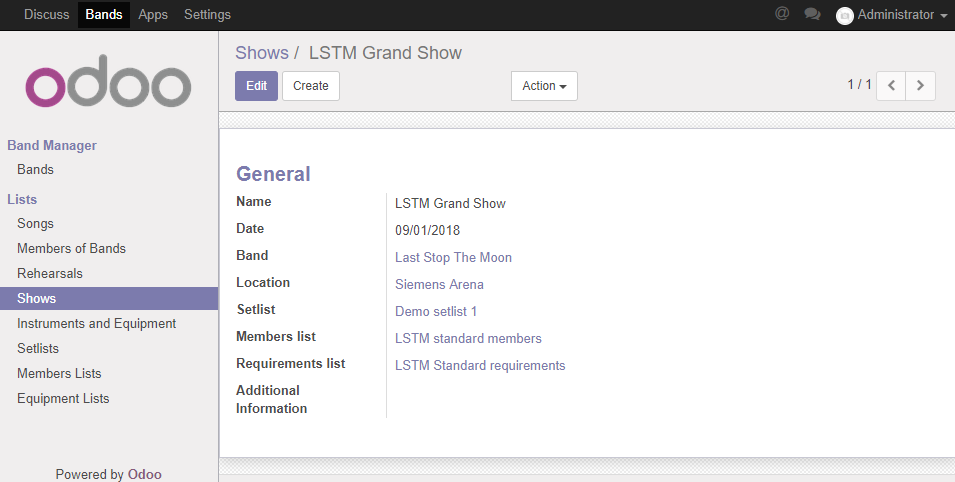 Discuss Bands Apps Settings @ Administrator
odoo
Band Manager
Bands
Lists
Songs
Members of Bands
Rehearsals
Shows
Instruments and Equipment
Setlists
Members Lists
Equipment Lists
Powered by Odoo
Shows / LSTM Grand Show
Edit Create Action 1 / 1
General
Name LSTM Grand Show
Date 09/01/2018
Band Last Stop The Moon
Location Siemens Arena
Setlist Demo setlist 1
Members list LSTM standard members
Requirements list LSTM Standard requirements
Additional
Information